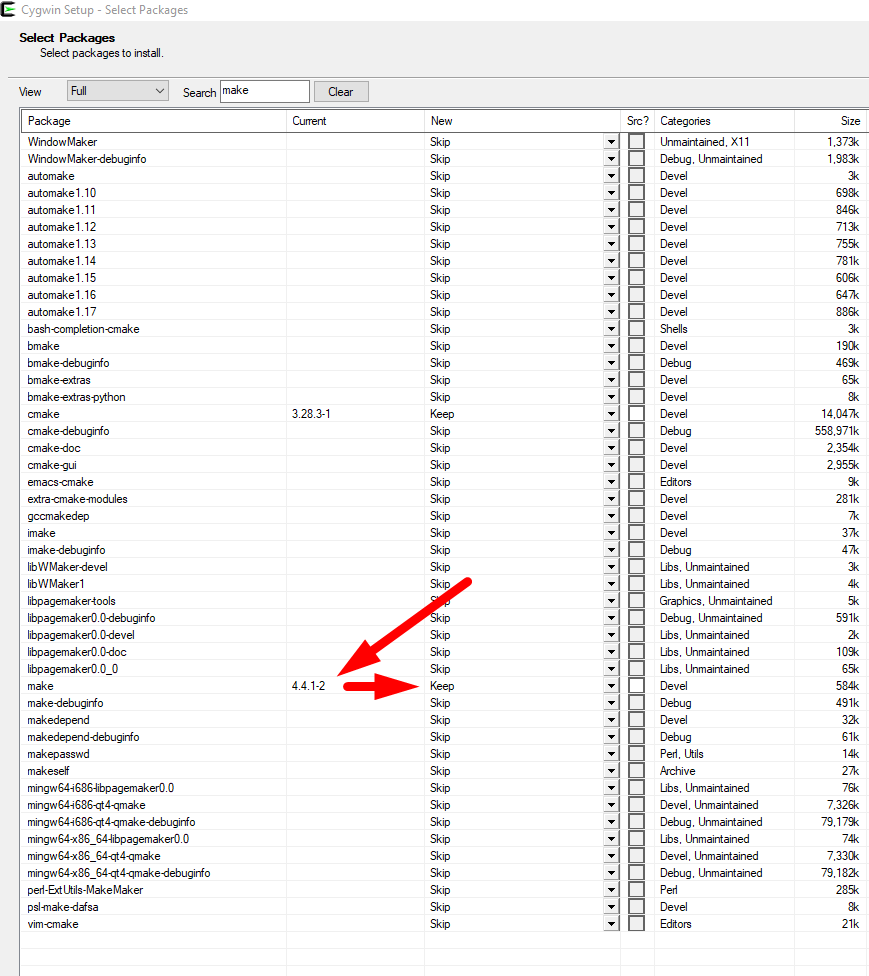 Cygwin Setup - Select Packages
Select Packages
Select packages to install.
View Full Search make Clear
Package Current New Src? Categories Size
WindowMaker Skip Unmaintained, X11 1,373k
WindowMaker-debuginfo Skip Debug, Unmaintained 1,983k
automake Skip Devel 3k
automake1.10 Skip Devel 698k
automake1.11 Skip Devel 846k
automake1.12 Skip Devel 713k
automake1.13 Skip Devel 755k
automake1.14 Skip Devel 781k
automake1.15 Skip Devel 606k
automake1.16 Skip Devel 647k
automake1.17 Skip Devel 886k
bash-completion-cmake Skip Shells 3k
bmake Skip Devel 190k
bmake-debuginfo Skip Debug 469k
bmake-extras Skip Devel 65k
bmake-extras-python Skip Devel 8k
cmake 3.28.3-1 Keep Devel 14,047k
cmake-debuginfo Skip Debug 558,971k
cmake-doc Skip Devel 2,354k
cmake-gui Skip Devel 2,955k
emacs-cmake Skip Editors 9k
extra-cmake-modules Skip Devel 281k
gccmakedep Skip Devel 7k
imake Skip Devel 37k
imake-debuginfo Skip Debug 47k
libWMaker-devel Skip Libs, Unmaintained 3k
libWMaker1 Skip Libs, Unmaintained 4k
libpagemaker-tools Skip Graphics, Unmaintained 5k
libpagemaker0.0-debuginfo Skip Debug, Unmaintained 591k
libpagemaker0.0-devel Skip Libs, Unmaintained 2k
libpagemaker0.0-doc Skip Libs, Unmaintained 109k
libpagemaker0.0_0 Skip Libs, Unmaintained 65k
make 4.4.1-2 Keep Devel 584k
make-debuginfo Skip Debug 491k
makedepend Skip Devel 32k
makedepend-debuginfo Skip Debug 61k
makepasswd Skip Perl, Utils 14k
makeself Skip Archive 27k
mingw64-i686-libpagemaker0.0 Skip Libs, Unmaintained 76k
mingw64-i686-qt4-qmake Skip Devel, Unmaintained 7,326k
mingw64-i686-qt4-qmake-debuginfo Skip Debug, Unmaintained 79,179k
mingw64-x86_64-libpagemaker0.0 Skip Libs, Unmaintained 74k
mingw64-x86_64-qt4-qmake Skip Devel, Unmaintained 7,330k
mingw64-x86_64-qt4-qmake-debuginfo Skip Debug, Unmaintained 79,182k
perl-ExtUtils-MakeMaker Skip Perl 285k
psl-make-dafsa Skip Devel 8k
vim-cmake Skip Editors 21k